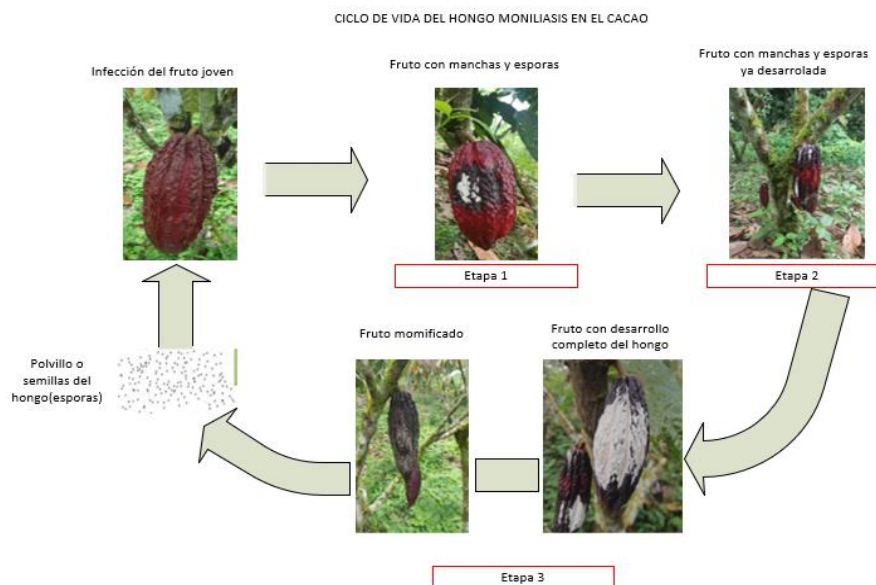 CICLO DE VIDA DEL HONGO MONILIASIS EN EL CACAO
Infección del fruto joven
Fruto con manchas y esporas
Fruto con manchas y esporas
ya desarrolada
Etapa 1
Etapa 2
Polvillo o
semillas del
hongo(esporas)
Fruto momificado
Fruto con desarrollo
completo del hongo
Etapa 3